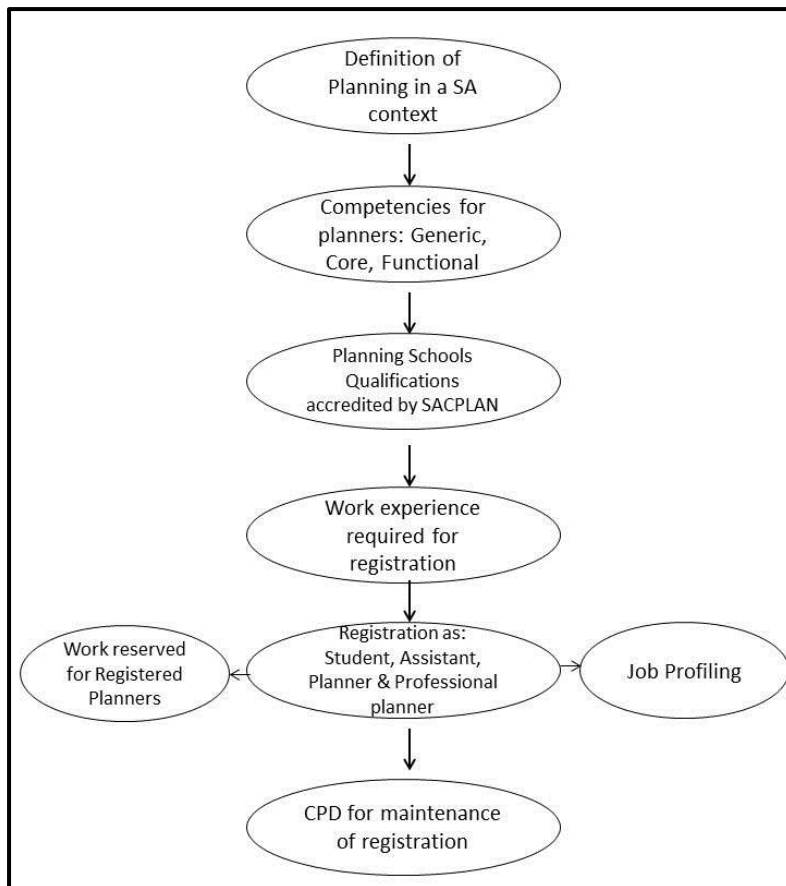 Definition of
Planning in a SA
context
Competencies for
planners: Generic,
Core, Functional
Planning Schools
Qualifications
accredited by SACPLAN
Work experience
required for
registration
Work reserved
for Registered
Planners
Registration as:
Student, Assistant,
Planner & Professional
planner
Job Profiling
CPD for maintenance
of registration